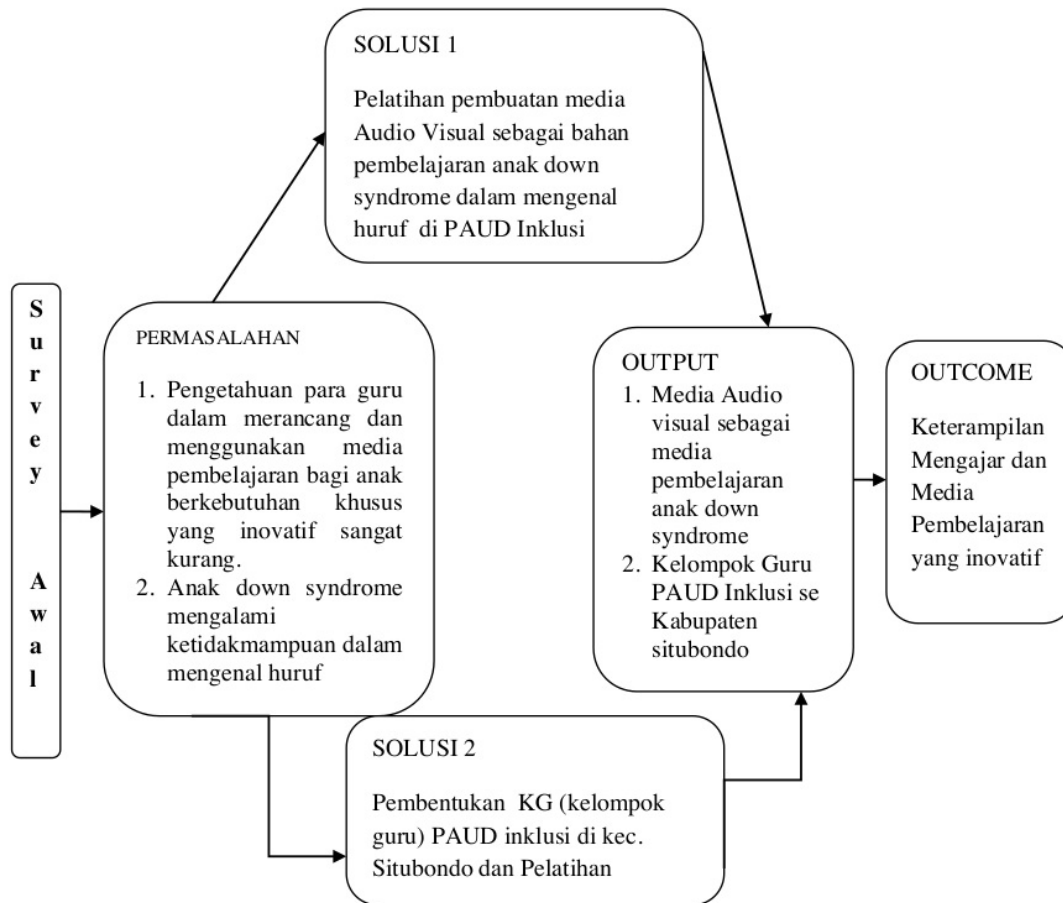 Survey Awal
PERMASALAHAN
1. Pengetahuan para guru
dalam merancang dan
menggunakan media
pembelajaran bagi anak
berkebutuhan khusus
yang inovatif sangat
kurang.
2. Anak down syndrome
mengalami
ketidakmampuan dalam
mengenal huruf
SOLUSI 1
Pelatihan pembuatan media
Audio Visual sebagai bahan
pembelajaran anak down
syndrome dalam mengenal
huruf di PAUD Inklusi
SOLUSI 2
Pembentukan KG (kelompok
guru) PAUD inklusi di kec.
Situbondo dan Pelatihan
OUTPUT
1. Media Audio
visual sebagai
media
pembelajaran
anak down
syndrome
2. Kelompok Guru
PAUD Inklusi se
Kabupaten
situbondo
OUTCOME
Keterampilan
Mengajar dan
Media
Pembelajaran
yang inovatif